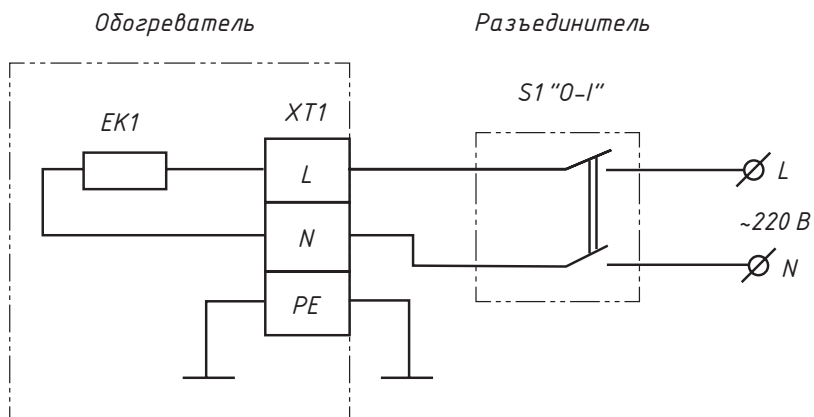 Обогреватель
Разъединитель
S1 "0-I"
EK1
XT1
L
L
N
~220 В
N
PE